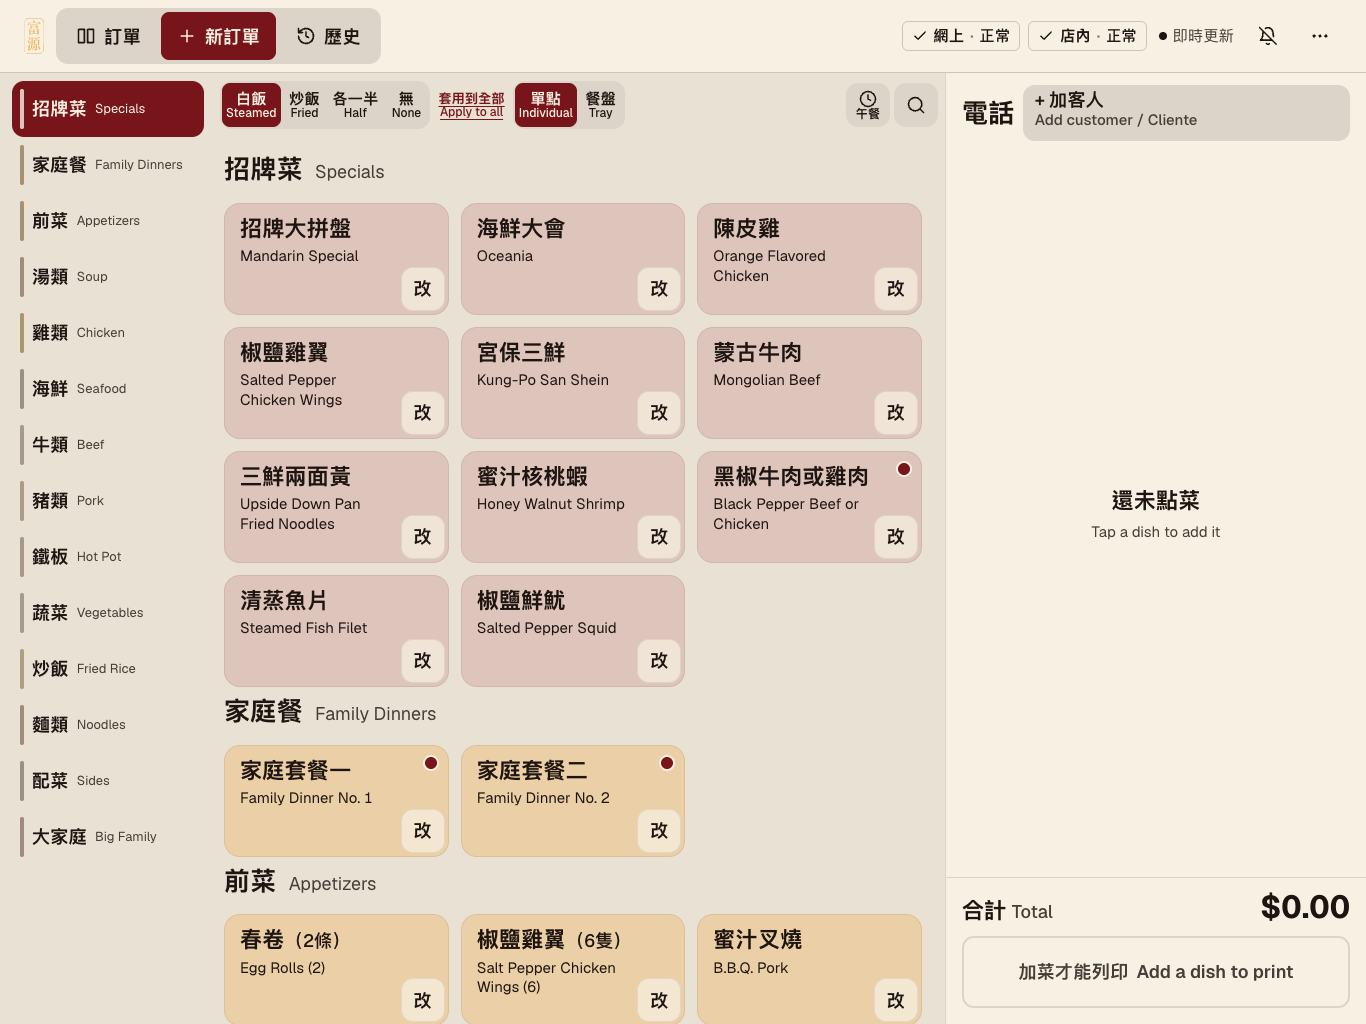 富源
訂單
新訂單
歷史
網上 · 正常
店內 · 正常
即時更新
招牌菜 Specials
家庭餐 Family Dinners
前菜 Appetizers
湯類 Soup
雞類 Chicken
海鮮 Seafood
牛類 Beef
豬類 Pork
鐵板 Hot Pot
蔬菜 Vegetables
炒飯 Fried Rice
麵類 Noodles
配菜 Sides
大家庭 Big Family
白飯
Steamed
炒飯
Fried
各一半
Half
無
None
套用到全部
Apply to all
單點
Individual
餐盤
Tray
午餐
招牌菜 Specials
招牌大拼盤
Mandarin Special
改
海鮮大會
Oceania
改
陳皮雞
Orange Flavored
Chicken
改
椒鹽雞翼
Salted Pepper
Chicken Wings
改
宮保三鮮
Kung-Po San Shein
改
蒙古牛肉
Mongolian Beef
改
三鮮兩面黃
Upside Down Pan
Fried Noodles
改
蜜汁核桃蝦
Honey Walnut Shrimp
改
黑椒牛肉或雞肉
Black Pepper Beef or
Chicken
改
清蒸魚片
Steamed Fish Filet
改
椒鹽鮮魷
Salted Pepper Squid
改
家庭餐 Family Dinners
家庭套餐一
Family Dinner No. 1
改
家庭套餐二
Family Dinner No. 2
改
前菜 Appetizers
春卷（2條）
Egg Rolls (2)
改
椒鹽雞翼（6隻）
Salt Pepper Chicken
Wings (6)
改
蜜汁叉燒
B.B.Q. Pork
改
電話
+ 加客人
Add customer / Cliente
還未點菜
Tap a dish to add it
合計 Total
$0.00
加菜才能列印 Add a dish to print